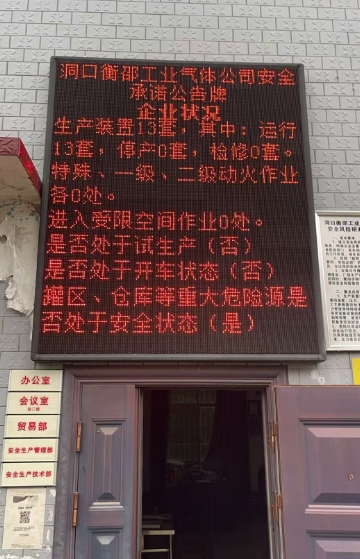 洞口衡邵工业气体公司安全
承诺公告牌
企业状况
生产装置13套，其中：运行
13套，停产0套，检修0套。
特殊、一级、二级动火作业
各0处。
进入受限空间作业0处。
是否处于试生产（否）
是否处于开车状态（否）
罐区、仓库等重大危险源是
否处于安全状态（是）
洞口衡邵工业
办公室
会议室
贸易部
安全生产管理部
安全生产技术部